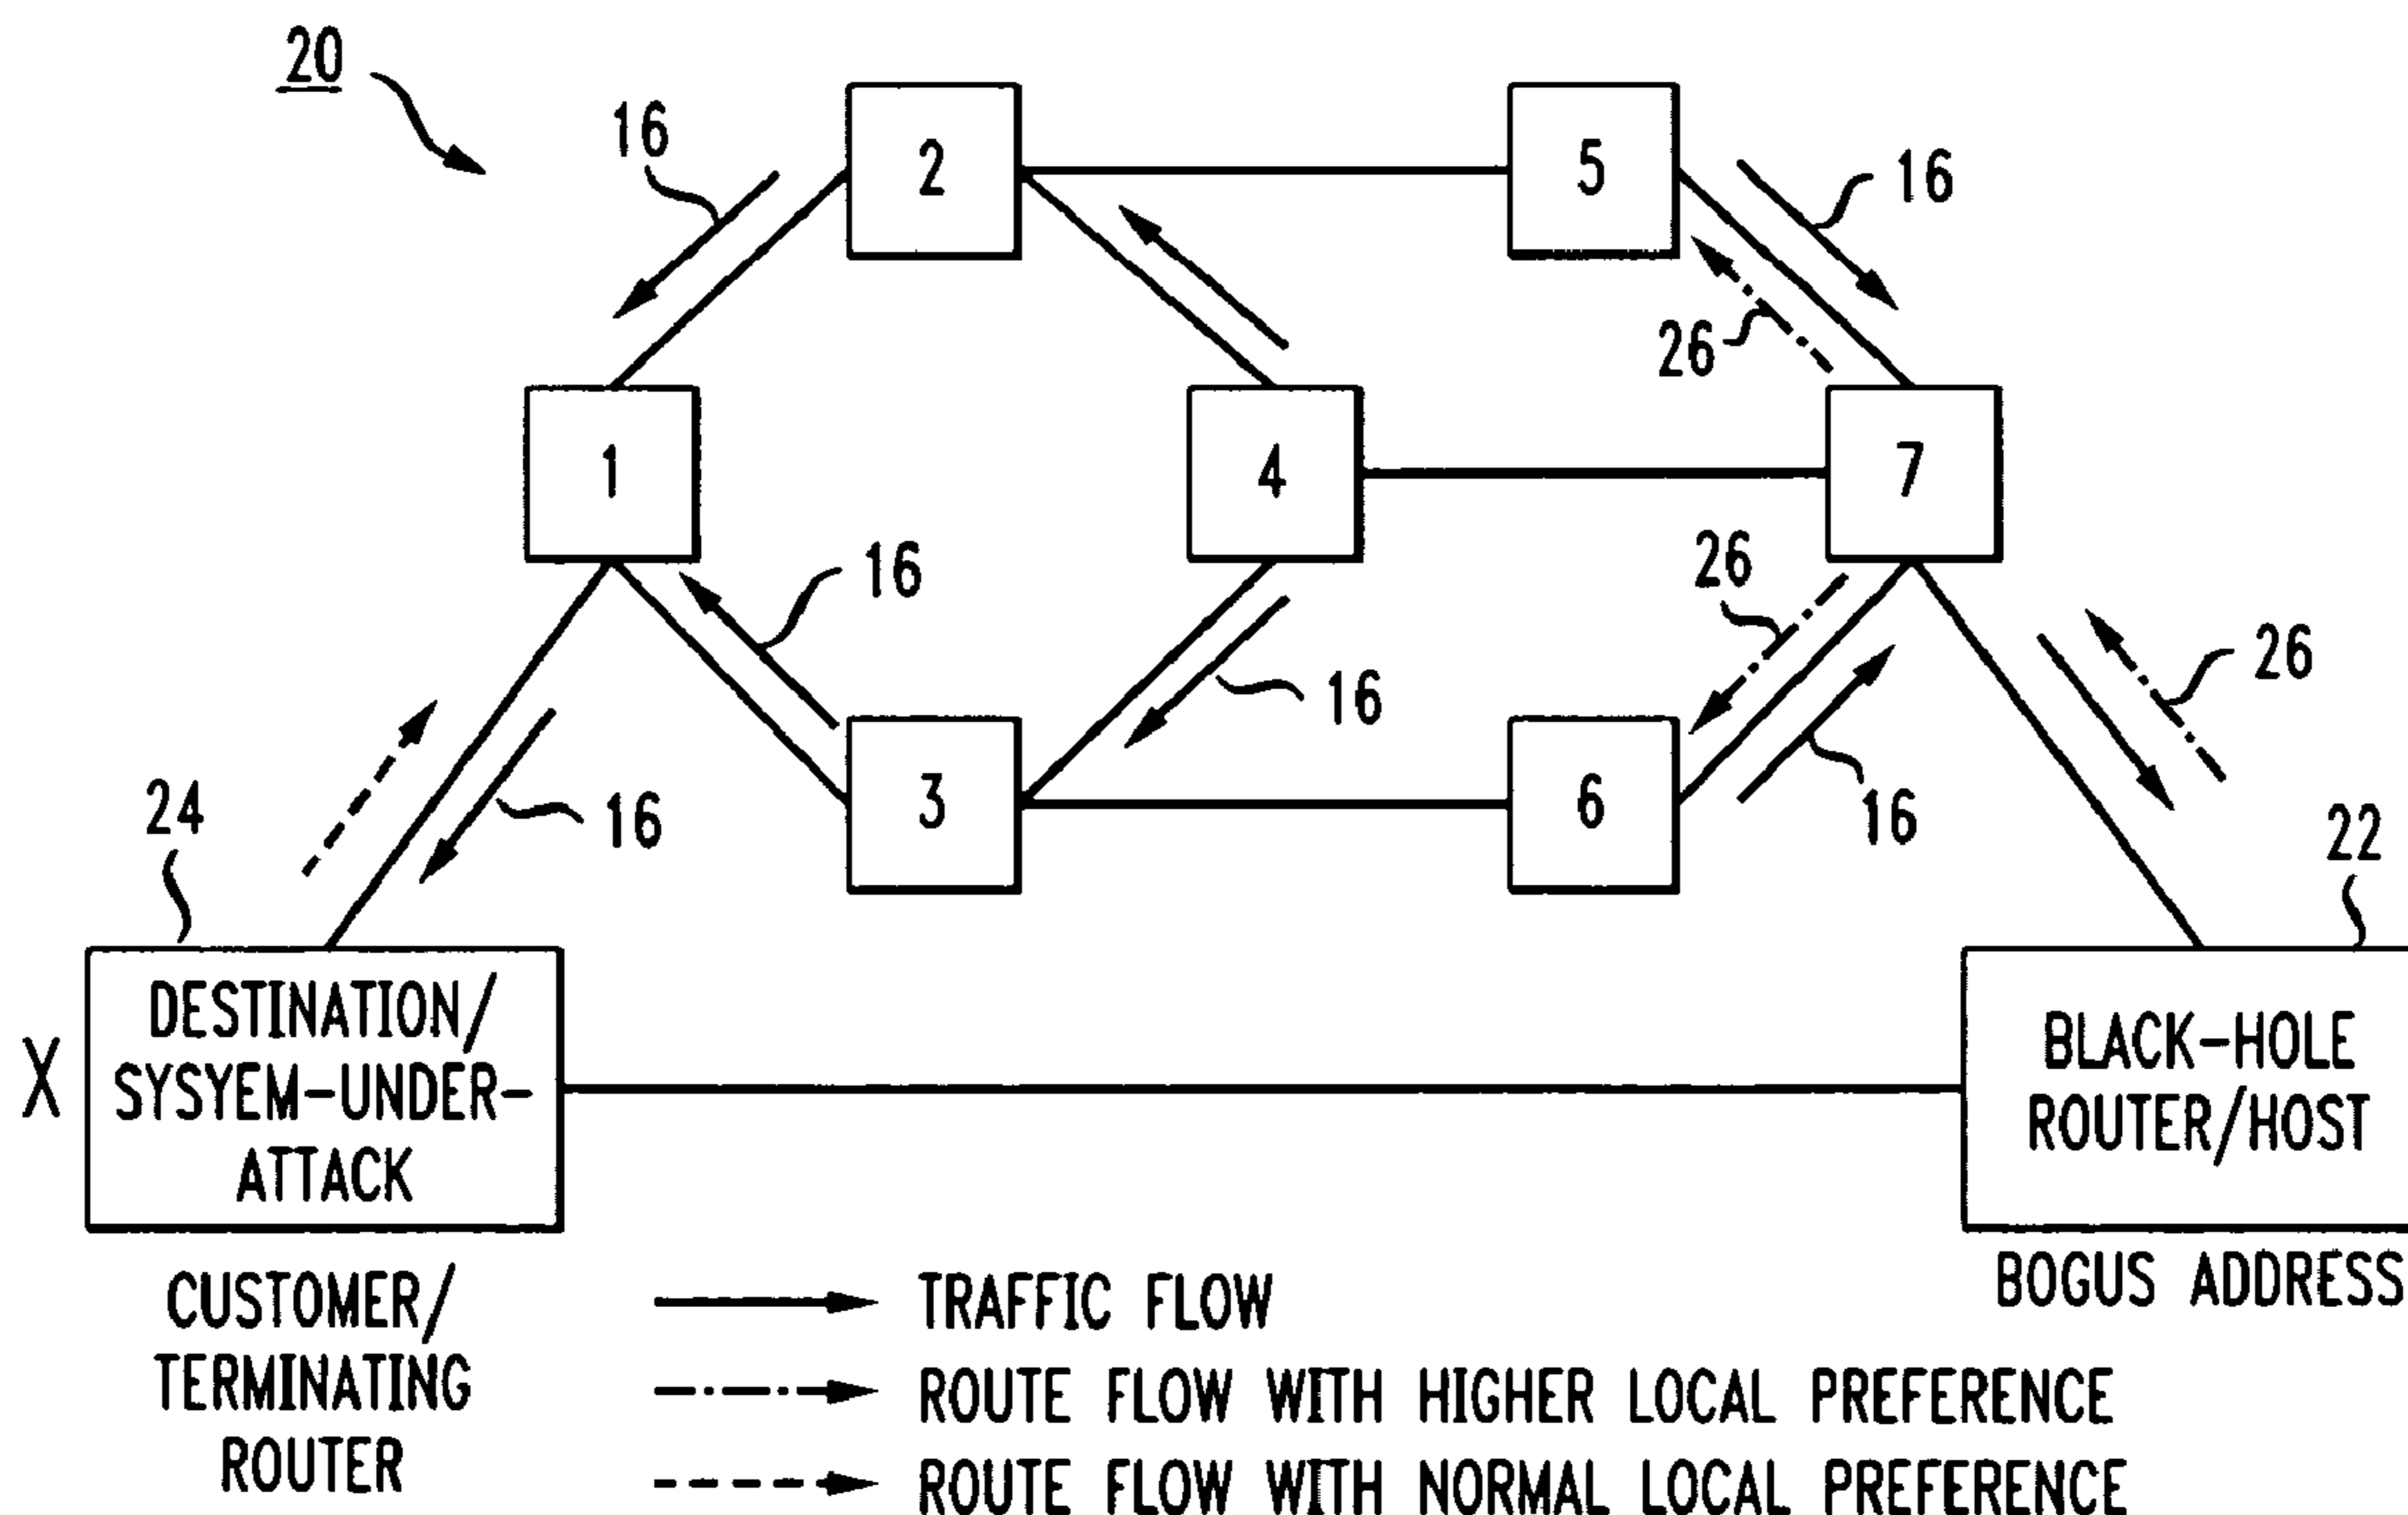 20
16
2
5
16
26
1
4
7
16
26
16
26
16
3
6
16
24
16
22
X
DESTINATION/
SYSYEM-UNDER-
ATTACK
BLACK-HOLE
ROUTER/HOST
CUSTOMER/
TERMINATING
ROUTER
BOGUS ADDRESS
TRAFFIC FLOW
ROUTE FLOW WITH HIGHER LOCAL PREFERENCE
ROUTE FLOW WITH NORMAL LOCAL PREFERENCE